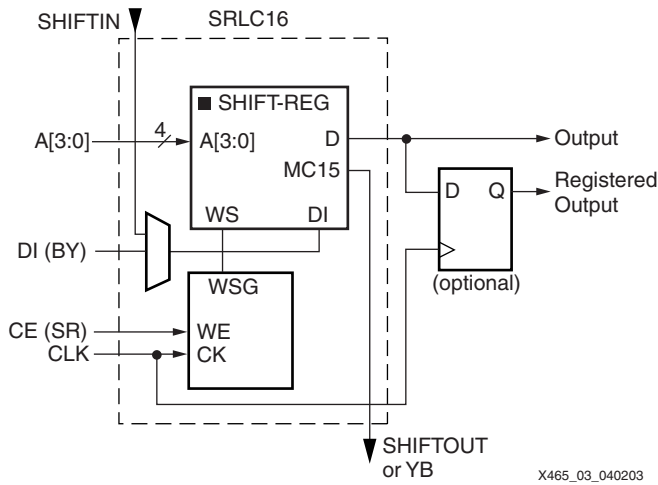 SHIFTIN
SRLC16
SHIFT-REG
A[3:0]
4
A[3:0]
D
Output
MC15
D
Q
Registered
Output
WS
DI
DI (BY)
WSG
(optional)
CE (SR)
WE
CLK
CK
SHIFTOUT
or YB
X465_03_040203